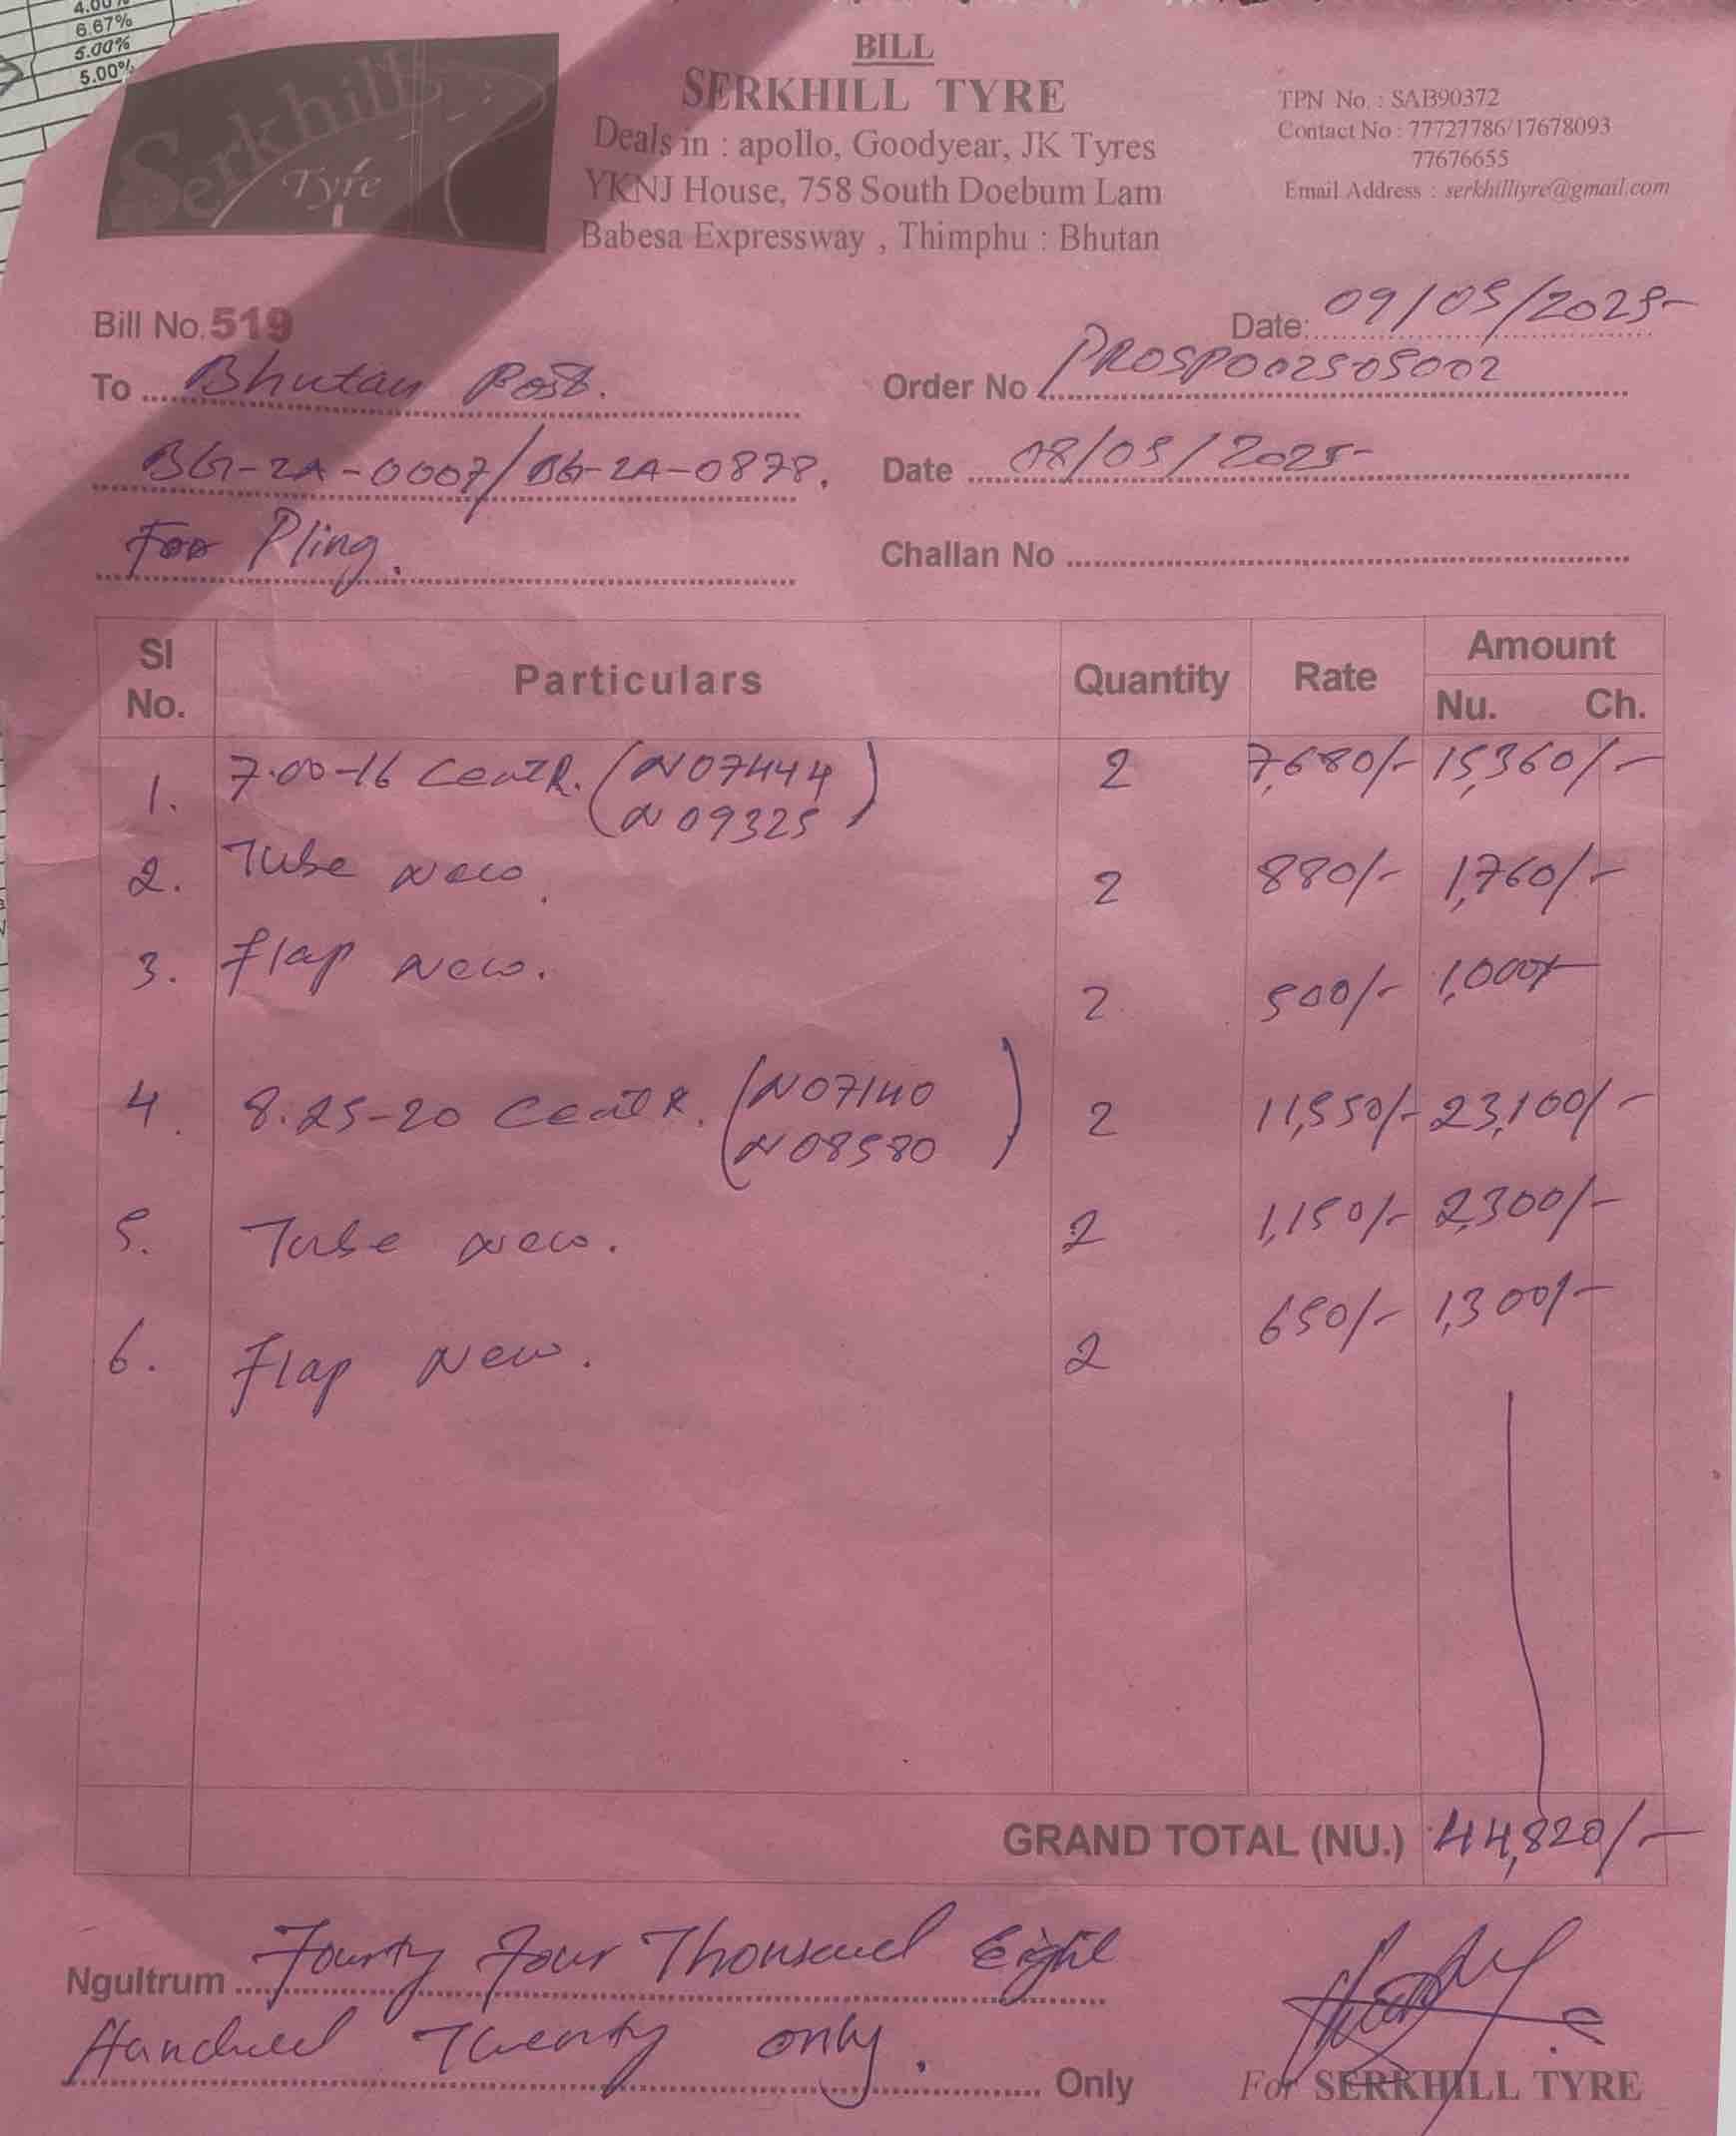 4.00%
6.67%
5.00%
5.00%
Serkhill
Tyre
BILL
SERKHILL TYRE
Deals in : apollo, Goodyear, JK Tyres
YKNJ House, 758 South Doebum Lam
Babesa Expressway , Thimphu : Bhutan
TPN No. : SAB90372
Contact No : 77727786/17678093
77676655
Email Address : serkhilltyre@gmail.com
Bill No. 519
Date: 09/05/2025
To Bhutan Post.
Order No PROSPO02505002
BG-2A-0007/BG-2A-0878.
Date 08/05/2025
For Pling.
Challan No
Sl No. Particulars Quantity Rate Amount
Nu. Ch.
1. 7.00-16 (N07444 2 7,680/- 15,360/-
N09325)
2. Tube New. 2 880/- 1,760/-
3. Flap New. 2 500/- 1,000/-
4. 8.25-20 (N07140 2 11,550/- 23,100/-
N08580)
5. Tube New. 2 1,150/- 2,300/-
6. Flap New. 2 650/- 1,300/-
GRAND TOTAL (NU.) 44,820/-
Ngultrum Fourty Four Thousand Eight
Hundred Twenty only. Only
For SERKHILL TYRE